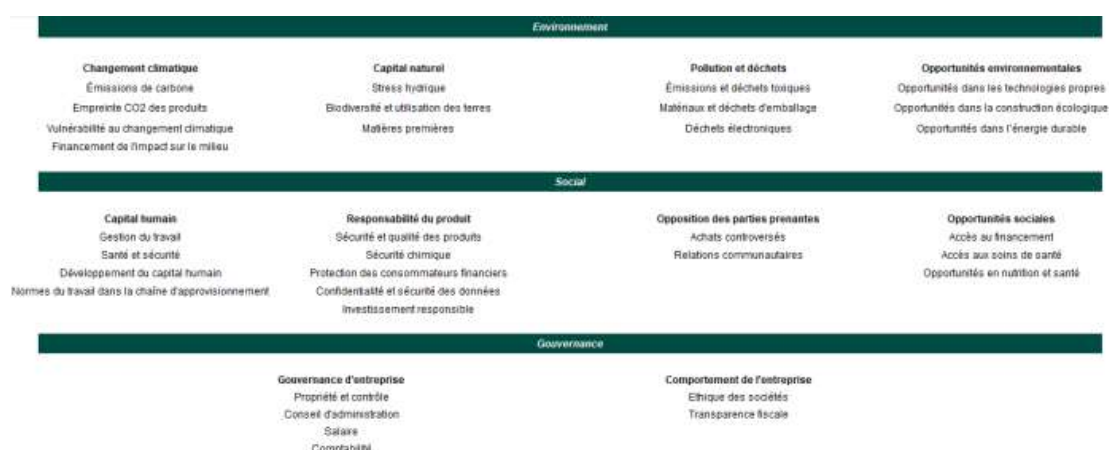 Environnement
Changement climatique
Émissions de carbone
Empreinte CO2 des produits
Vulnérabilité au changement climatique
Financement de l'impact sur le milieu
Capital naturel
Stress hydrique
Biodiversité et utilisation des terres
Matières premières
Pollution et déchets
Émissions et déchets toxiques
Matériaux et déchets d'emballage
Déchets électroniques
Opportunités environnementales
Opportunités dans les technologies propres
Opportunités dans la construction écologique
Opportunités dans l'énergie durable
Social
Capital humain
Gestion du travail
Santé et sécurité
Développement du capital humain
Normes du travail dans la chaîne d'approvisionnement
Responsabilité du produit
Sécurité et qualité des produits
Sécurité chimique
Protection des consommateurs financiers
Confidentialité et sécurité des données
Investissement responsable
Opposition des parties prenantes
Achats controversés
Relations communautaires
Opportunités sociales
Accès au financement
Accès aux soins de santé
Opportunités en nutrition et santé
Gouvernance
Gouvernance d'entreprise
Propriété et contrôle
Conseil d'administration
Salaire
Comptabilité
Comportement de l'entreprise
Ethique des sociétés
Transparence fiscale